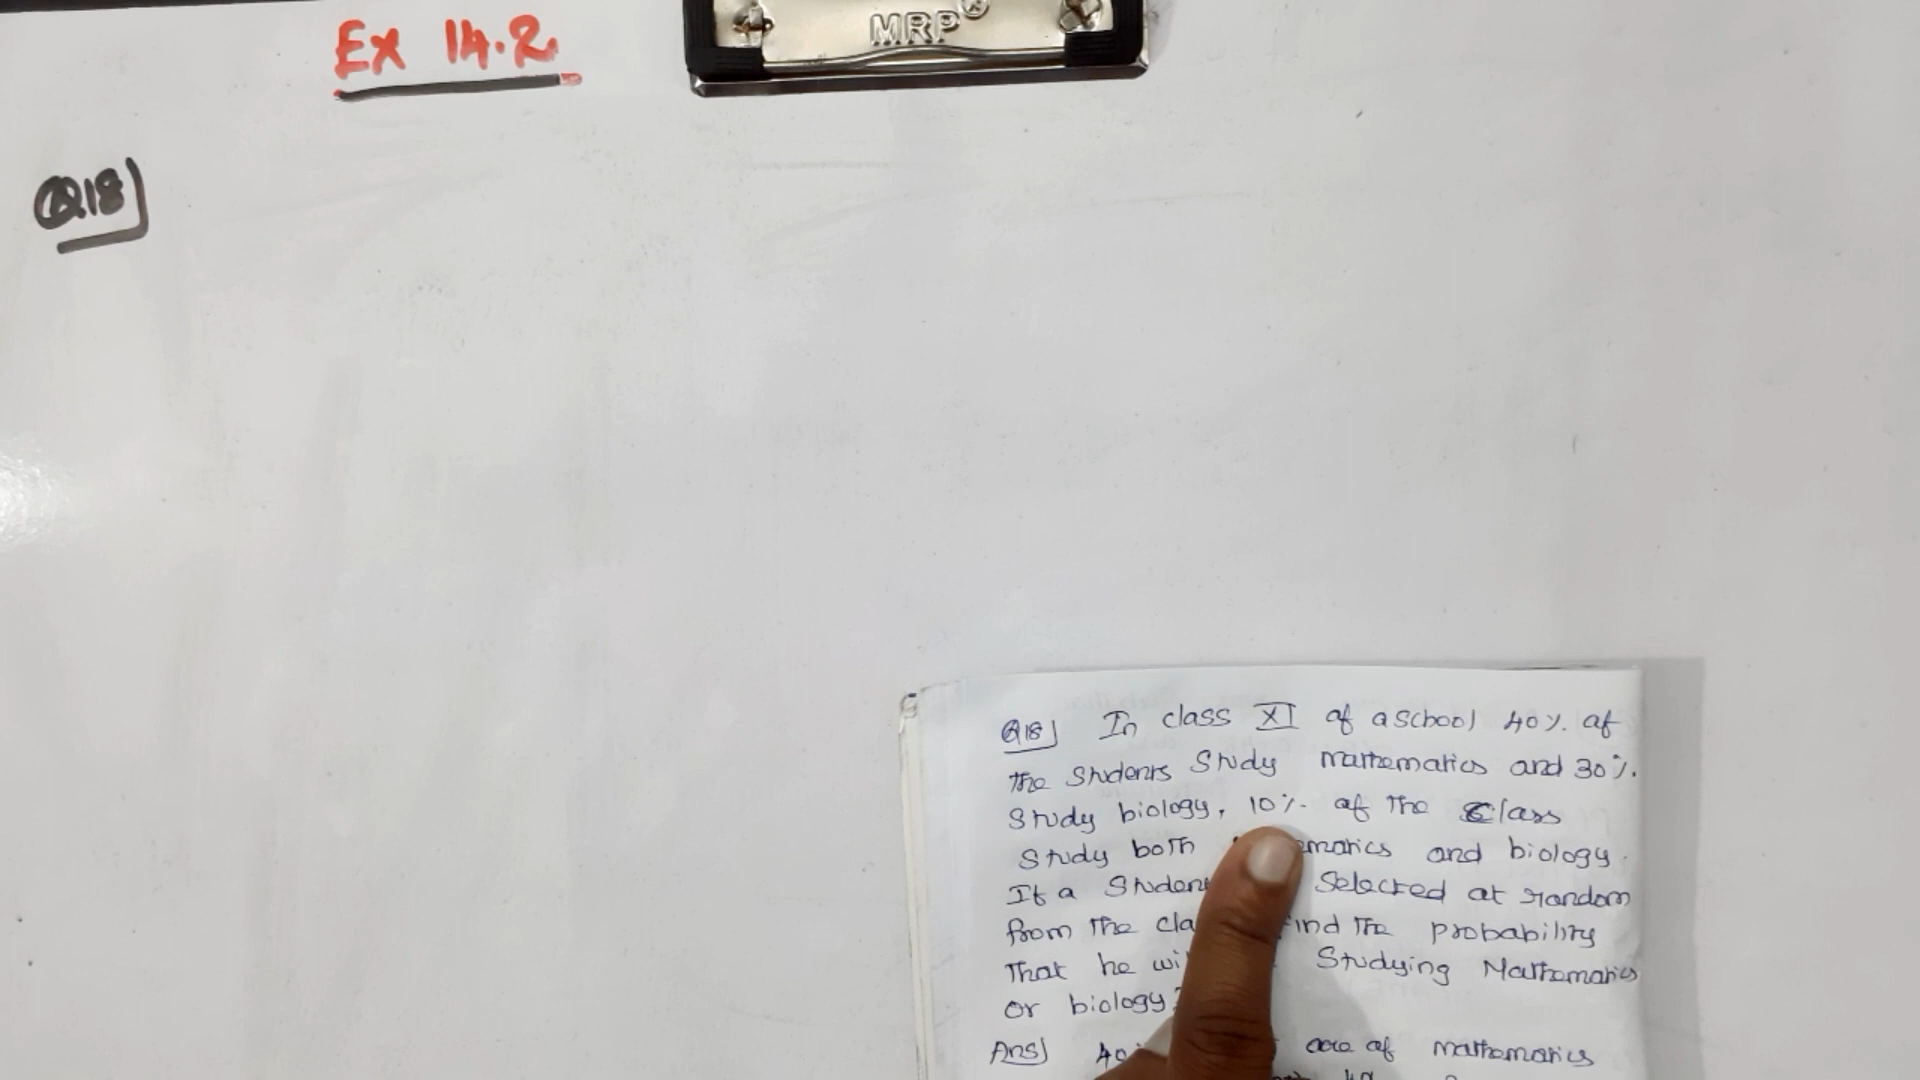 Ex 14.2
MRP®
Q18]
Q18] In class XI of a school 40% of
the students study mathematics and 30%.
study biology, 10% of the class
study both and biology.
If a selected at random
from the find the probability
that he studying Mathematics
or biology?
Ans] of mathematics